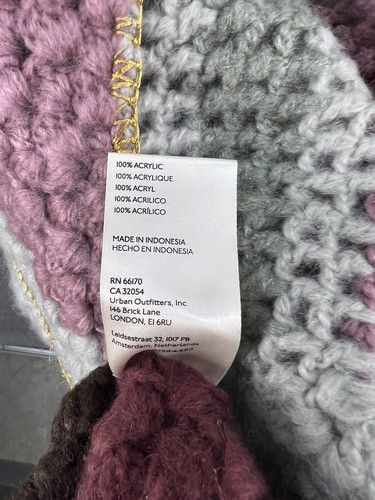 100% ACRYLIC
100% ACRYLIQUE
100% ACRYL
100% ACRILICO
100% ACRÍLICO
MADE IN INDONESIA
HECHO EN INDONESIA
RN 66170
CA 32054
Urban Outfitters, Inc.
146 Brick Lane
LONDON, E1 6RU
Leidsestraat 32, 1017 PB
Amsterdam, Netherlands